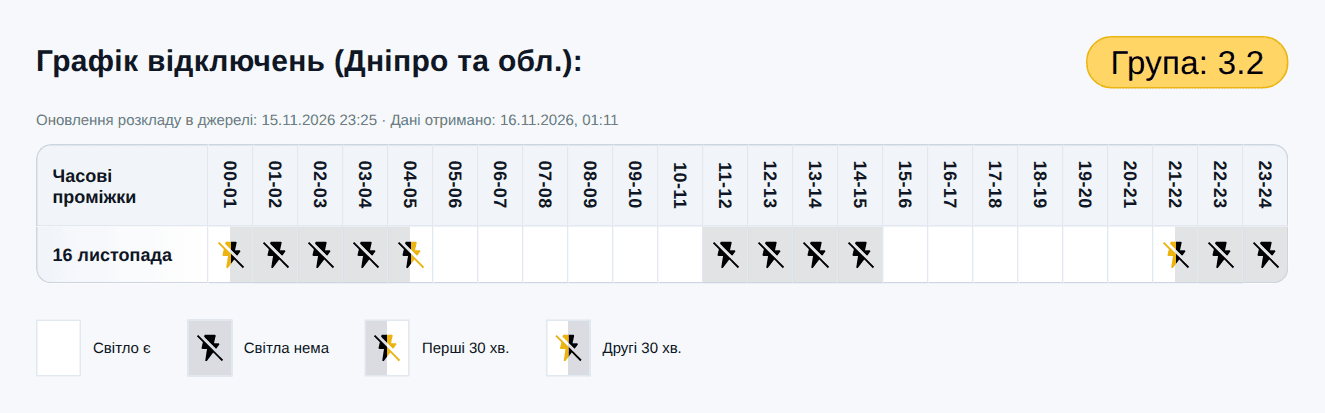 Графік відключень (Дніпро та обл.):
Група: 3.2
Оновлення розкладу в джерелі: 15.11.2026 23:25 · Дані отримано: 16.11.2026, 01:11
Часові
проміжки
00-01
01-02
02-03
03-04
04-05
05-06
06-07
07-08
08-09
09-10
10-11
11-12
12-13
13-14
14-15
15-16
16-17
17-18
18-19
19-20
20-21
21-22
22-23
23-24
16 листопада
Світло є
Світла нема
Перші 30 хв.
Другі 30 хв.